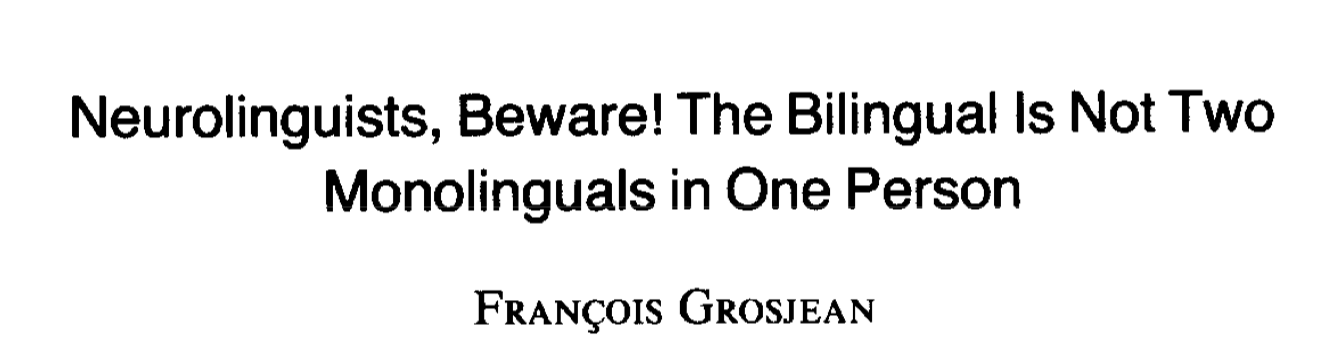 Neurolinguists, Beware! The Bilingual Is Not Two
Monolinguals in One Person
FRANÇOIS GROSJEAN